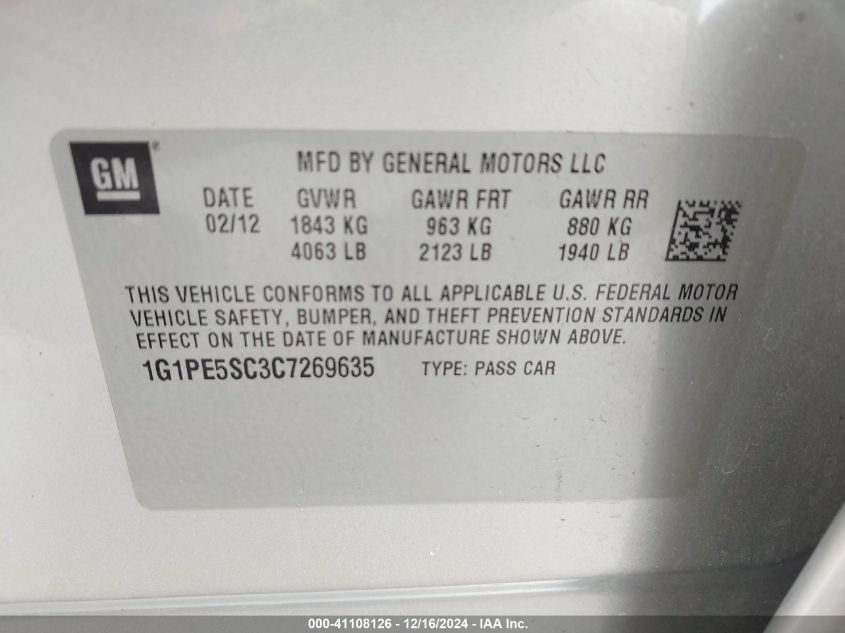 GM®
MFD BY GENERAL MOTORS LLC
DATE GVWR GAWR FRT GAWR RR
02/12 1843 KG 963 KG 880 KG
4063 LB 2123 LB 1940 LB
THIS VEHICLE CONFORMS TO ALL APPLICABLE U.S. FEDERAL MOTOR
VEHICLE SAFETY, BUMPER, AND THEFT PREVENTION STANDARDS IN
EFFECT ON THE DATE OF MANUFACTURE SHOWN ABOVE.
1G1PE5SC3C7269635 TYPE: PASS CAR
000-41108126 - 12/16/2024 - IAA Inc.